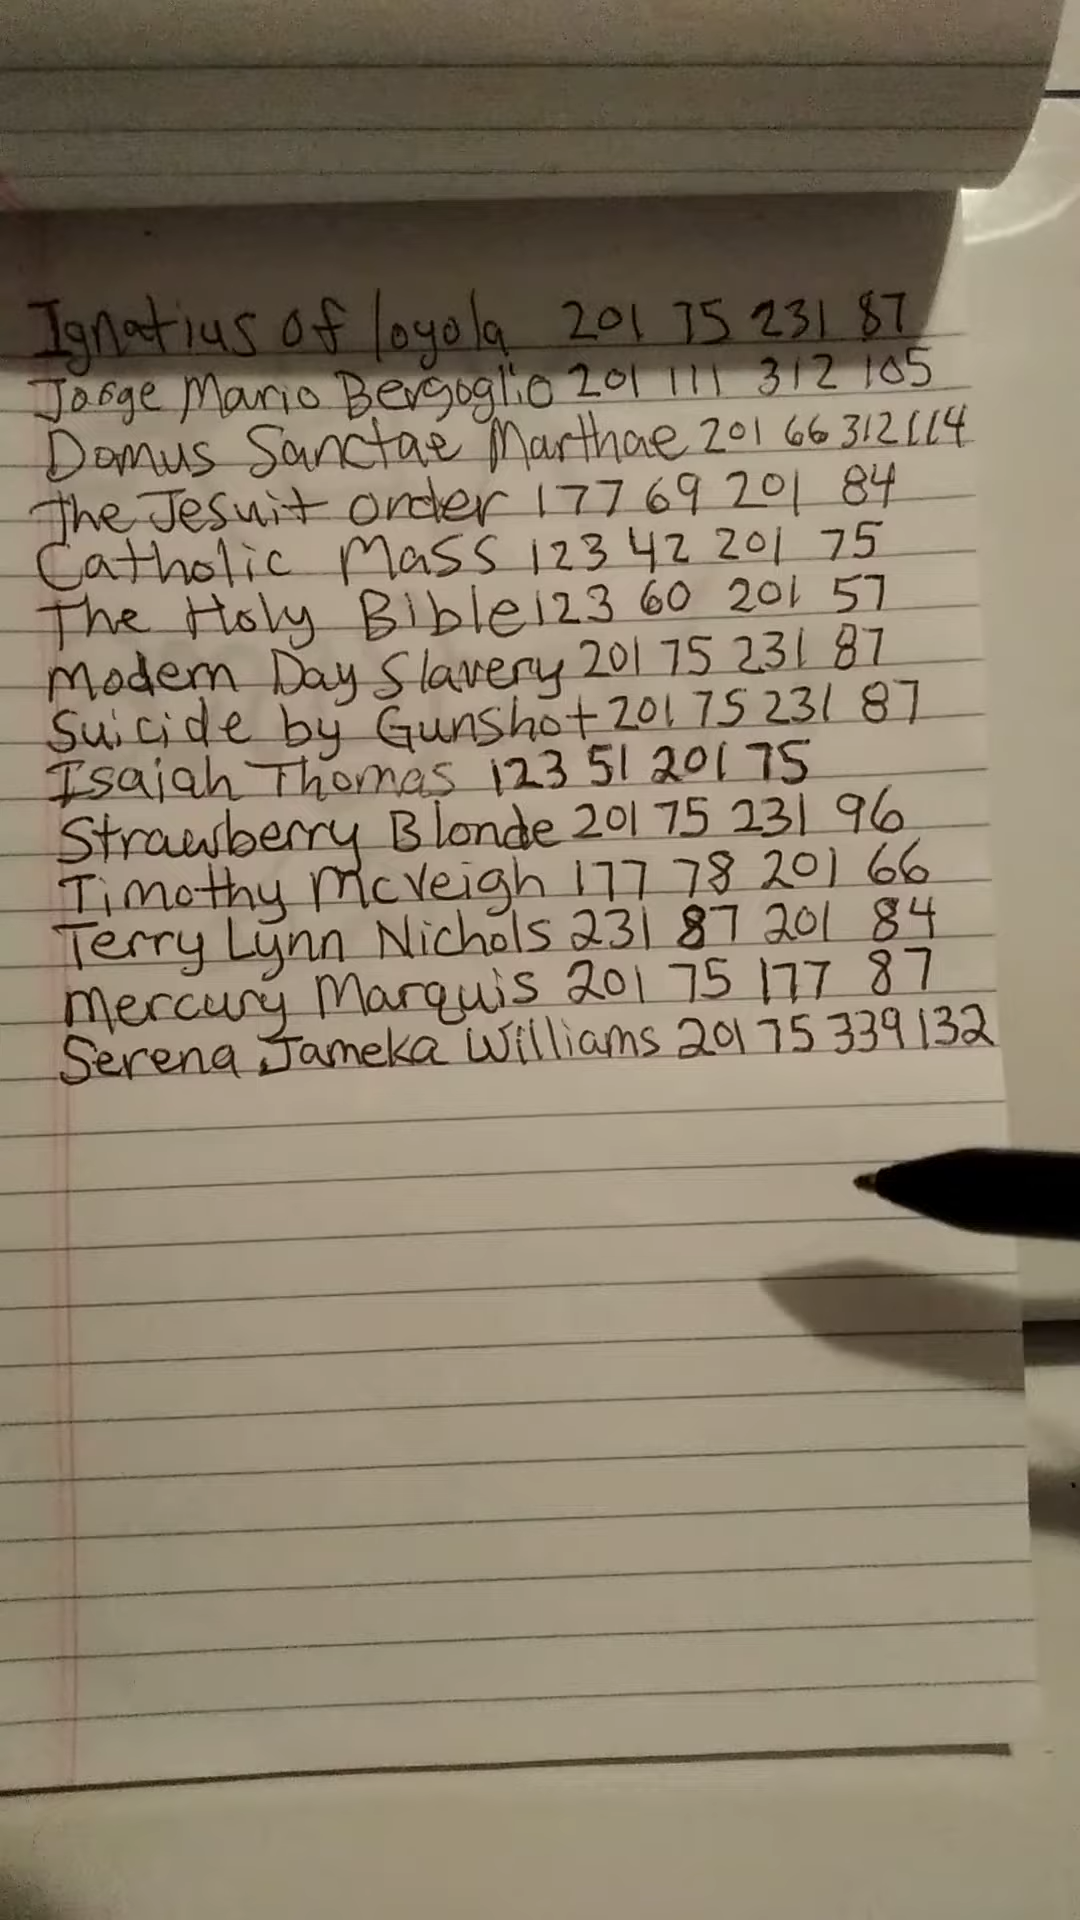 Ignatius of loyola 201 75 231 87
Jorge Mario Bergoglio 201 111 312 105
Domus Sanctae Marthae 201 66 312 114
The Jesuit order 177 69 201 84
Catholic Mass 123 42 201 75
The Holy Bible 123 60 201 57
Modern Day Slavery 201 75 231 87
Suicide by Gunshot 201 75 231 87
Isaiah Thomas 123 51 201 75
Strawberry Blonde 201 75 231 96
Timothy McVeigh 177 78 201 66
Terry Lynn Nichols 231 87 201 84
Mercury Marquis 201 75 177 87
Serena Jameka Williams 201 75 339 132